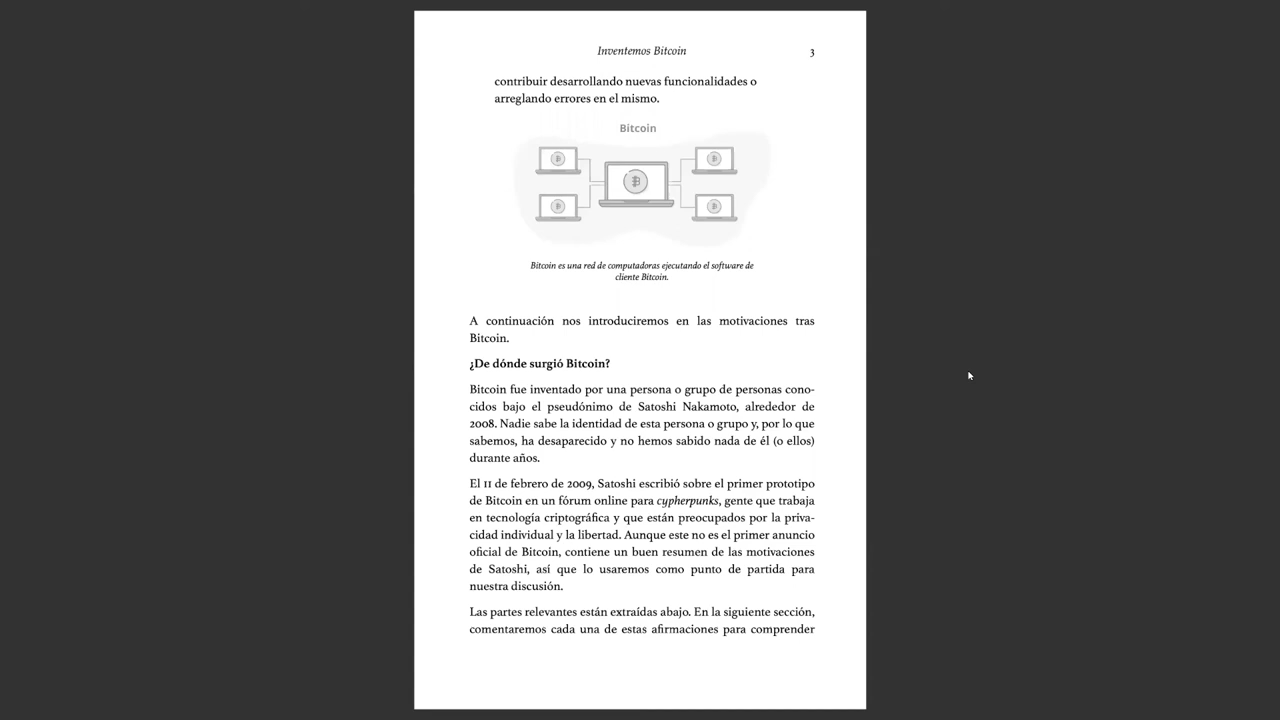 Inventemos Bitcoin 3
contribuir desarrollando nuevas funcionalidades o
arreglando errores en el mismo.
Bitcoin
Bitcoin es una red de computadoras ejecutando el software de
cliente Bitcoin.
A continuación nos introduciremos en las motivaciones tras
Bitcoin.
¿De dónde surgió Bitcoin?
Bitcoin fue inventado por una persona o grupo de personas cono-
cidos bajo el pseudónimo de Satoshi Nakamoto, alrededor de
2008. Nadie sabe la identidad de esta persona o grupo y, por lo que
sabemos, ha desaparecido y no hemos sabido nada de él (o ellos)
durante años.
El 11 de febrero de 2009, Satoshi escribió sobre el primer prototipo
de Bitcoin en un fórum online para cypherpunks, gente que trabaja
en tecnología criptográfica y que están preocupados por la priva-
cidad individual y la libertad. Aunque este no es el primer anuncio
oficial de Bitcoin, contiene un buen resumen de las motivaciones
de Satoshi, así que lo usaremos como punto de partida para
nuestra discusión.
Las partes relevantes están extraídas abajo. En la siguiente sección,
comentaremos cada una de estas afirmaciones para comprender